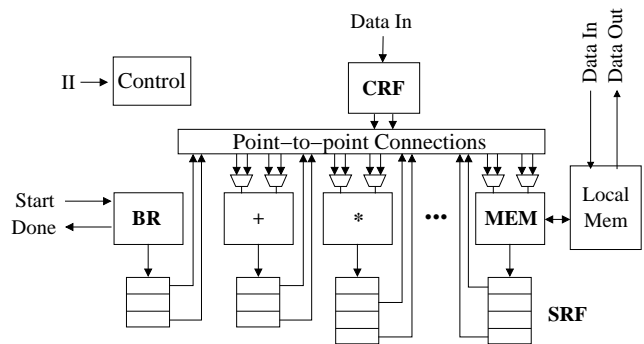 Data In
Data In
Data Out
II
Control
CRF
Point-to-point Connections
Start
Done
BR
+
*
•••
MEM
Local
Mem
SRF